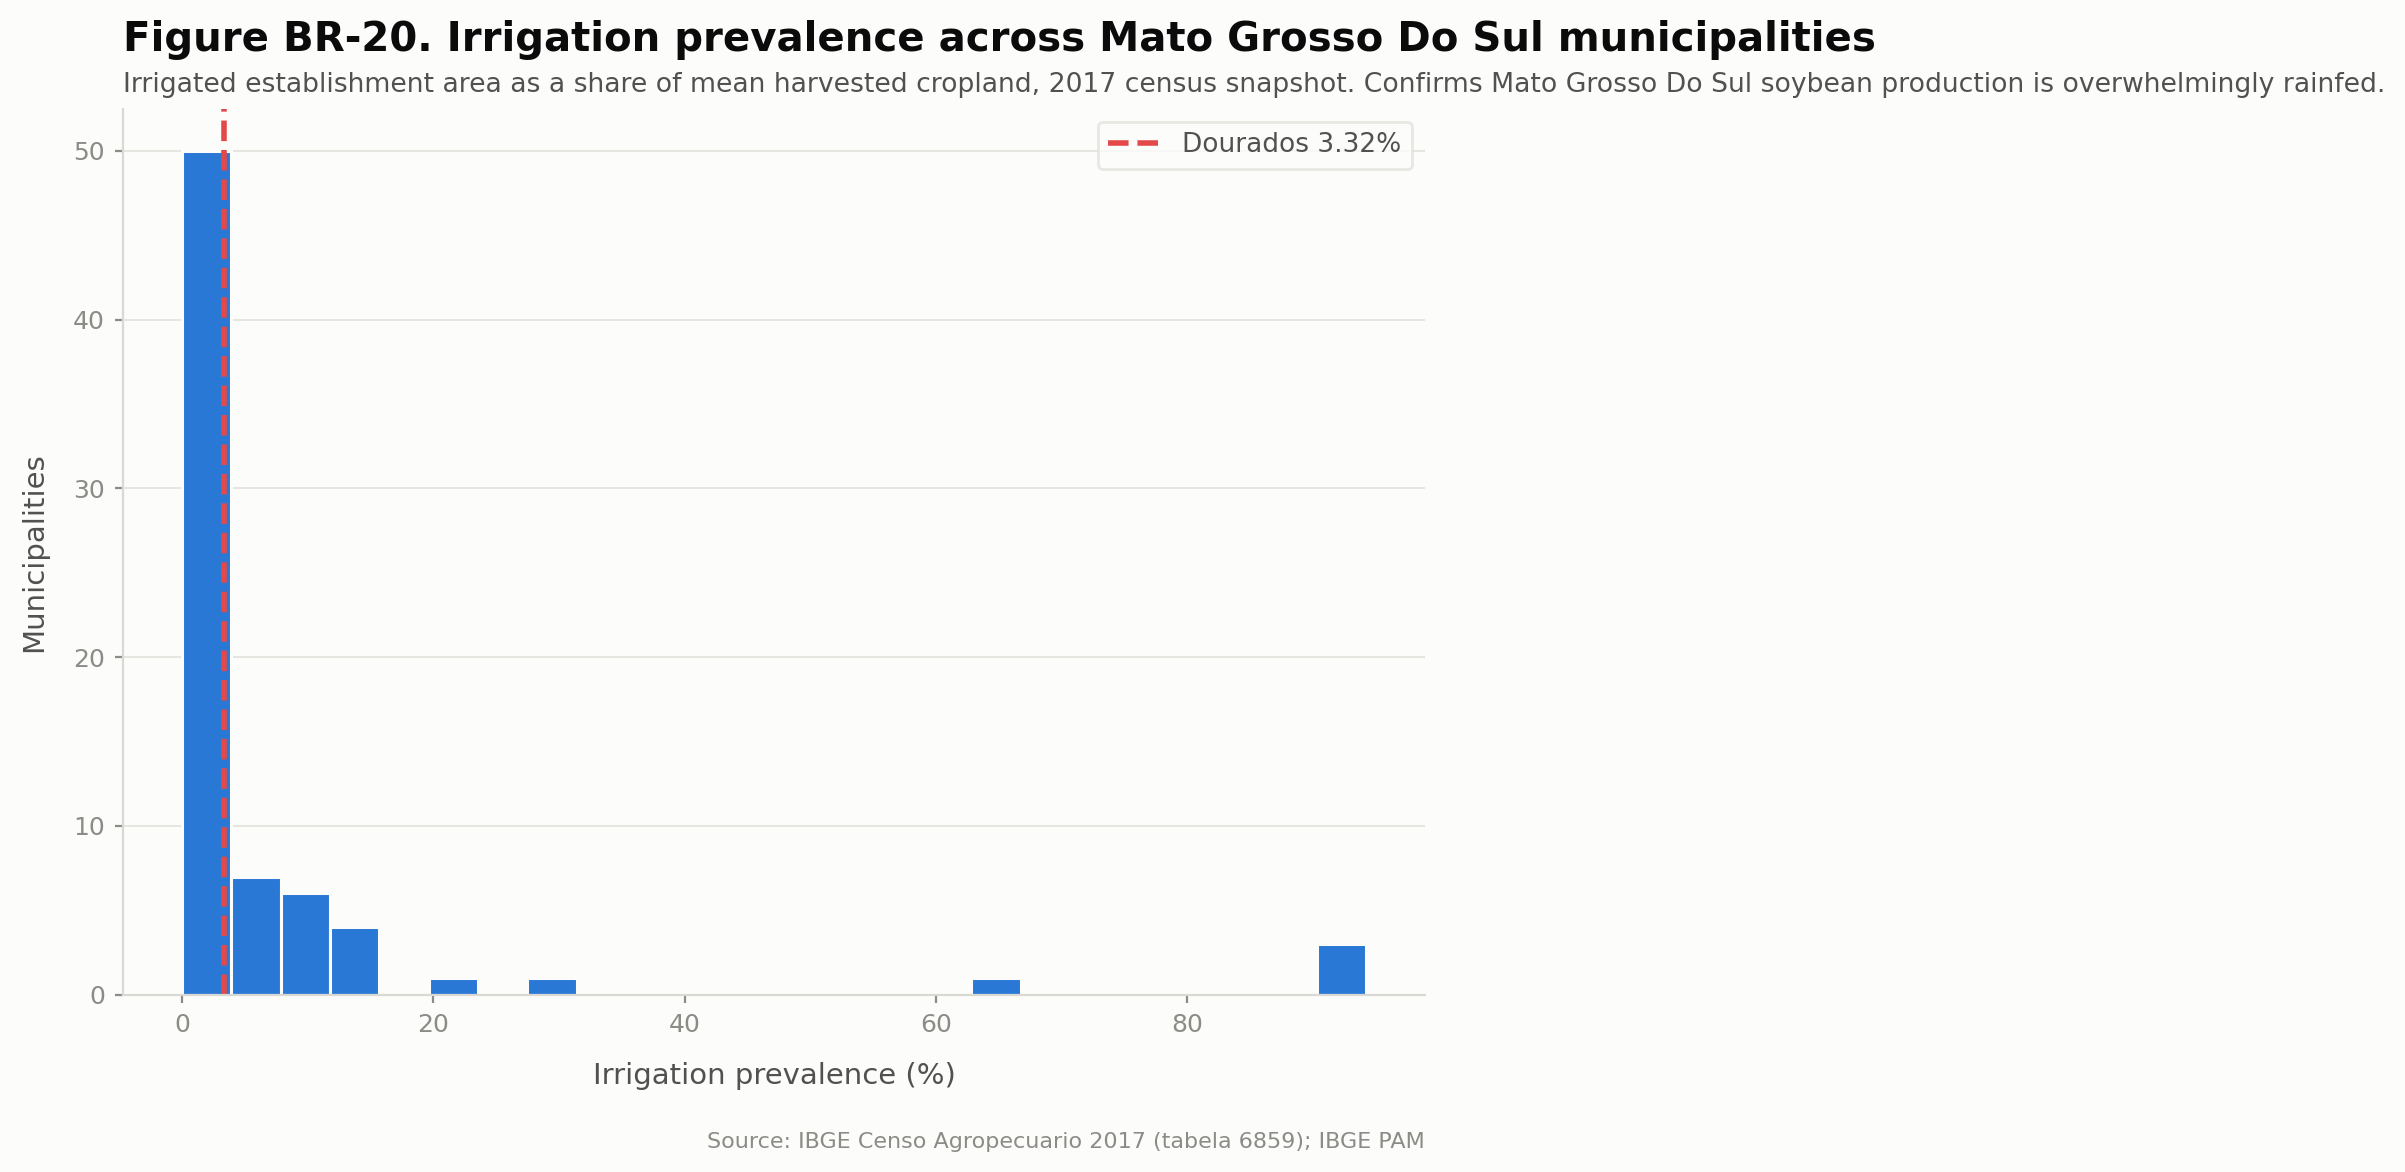 Figure BR-20. Irrigation prevalence across Mato Grosso Do Sul municipalities
Irrigated establishment area as a share of mean harvested cropland, 2017 census snapshot. Confirms Mato Grosso Do Sul soybean production is overwhelmingly rainfed.
Dourados 3.32%
50
40
30
20
10
0
Municipalities
0 20 40 60 80
Irrigation prevalence (%)
Source: IBGE Censo Agropecuario 2017 (tabela 6859); IBGE PAM